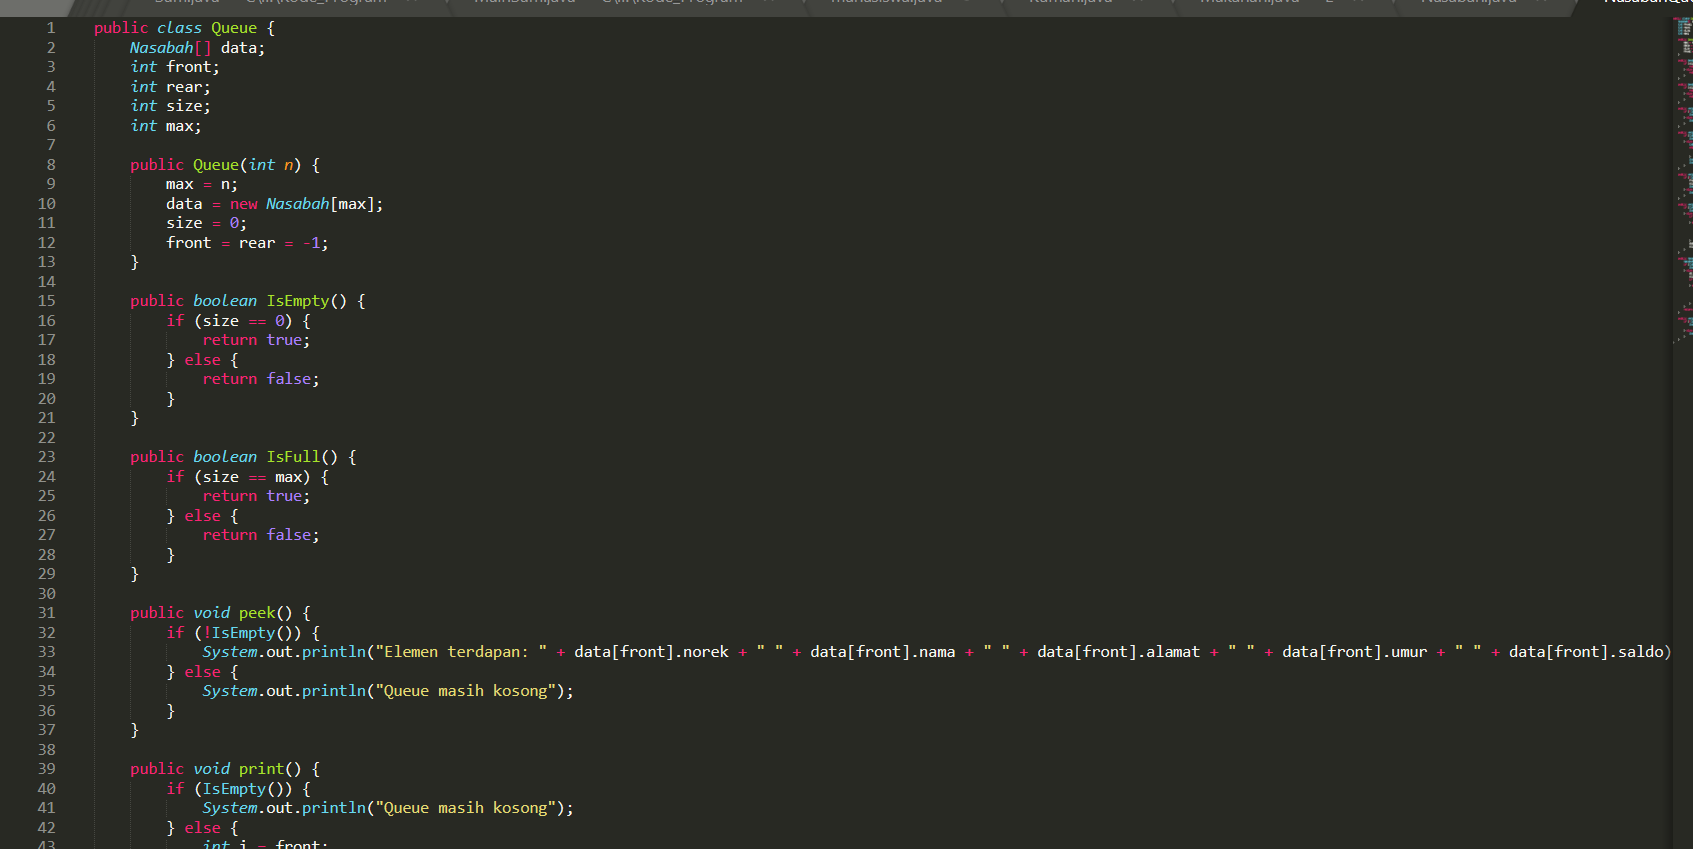 1 public class Queue {
2 Nasabah[] data;
3 int front;
4 int rear;
5 int size;
6 int max;
7
8 public Queue(int n) {
9 max = n;
10 data = new Nasabah[max];
11 size = 0;
12 front = rear = -1;
13 }
14
15 public boolean IsEmpty() {
16 if (size == 0) {
17 return true;
18 } else {
19 return false;
20 }
21 }
22
23 public boolean IsFull() {
24 if (size == max) {
25 return true;
26 } else {
27 return false;
28 }
29 }
30
31 public void peek() {
32 if (!IsEmpty()) {
33 System.out.println("Elemen terdapan: " + data[front].norek + " " + data[front].nama + " " + data[front].alamat + " " + data[front].umur + " " + data[front].saldo)
34 } else {
35 System.out.println("Queue masih kosong");
36 }
37 }
38
39 public void print() {
40 if (IsEmpty()) {
41 System.out.println("Queue masih kosong");
42 } else {
43 int i = front;